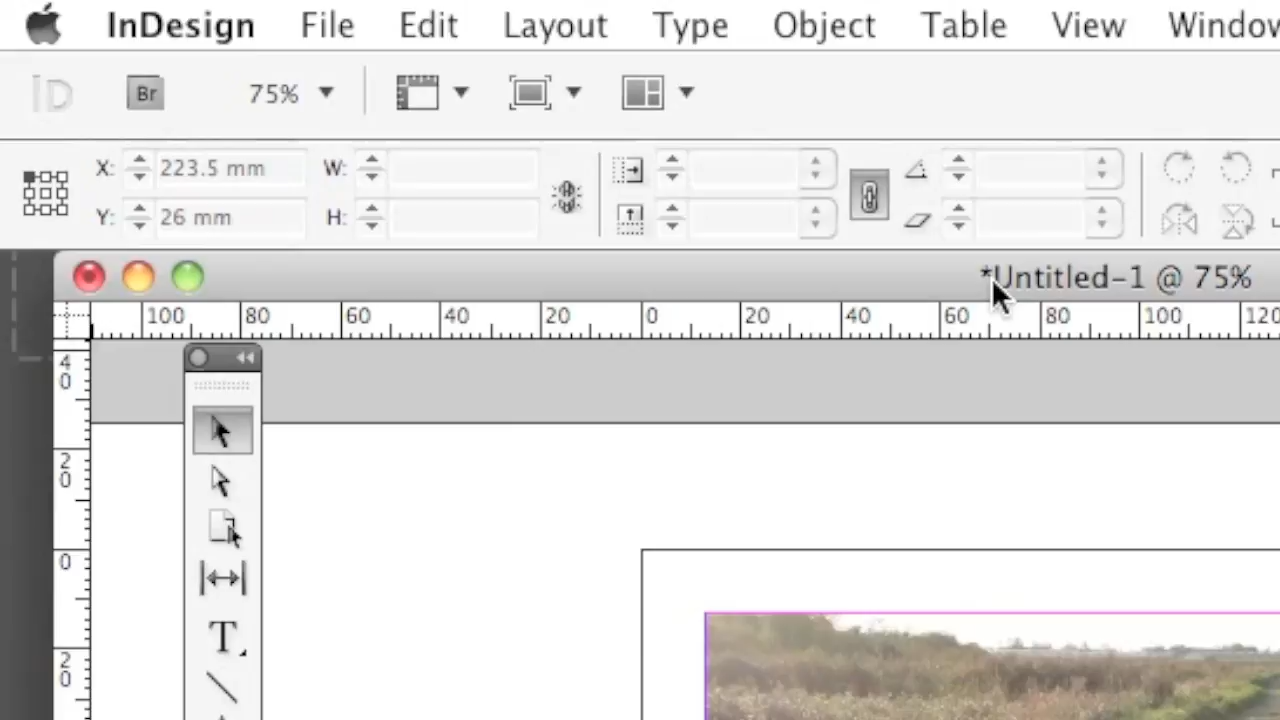 InDesign File Edit Layout Type Object Table View Window
ID Br 75%
X: 223.5 mm W:
Y: 26 mm H:
*Untitled-1 @ 75%
100 80 60 40 20 0 20 40 60 80 100 120
40
20
0
T
20